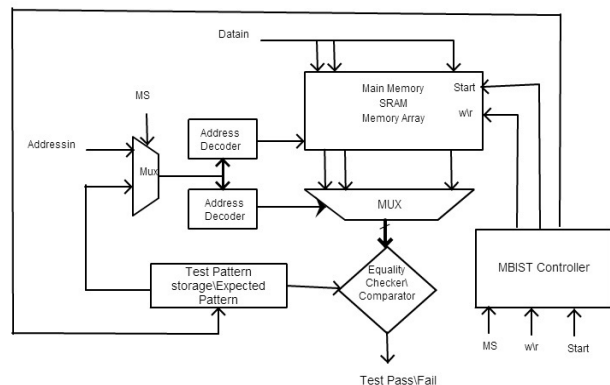 Datain
Main Memory
SRAM
Memory Array
Start
w\r
MS
Addressin
Mux
Address
Decoder
Address
Decoder
MUX
Test Pattern
storage\Expected
Pattern
Equality
Checker\
Comparator
MBIST Controller
MS
w\r
Start
Test Pass\Fail